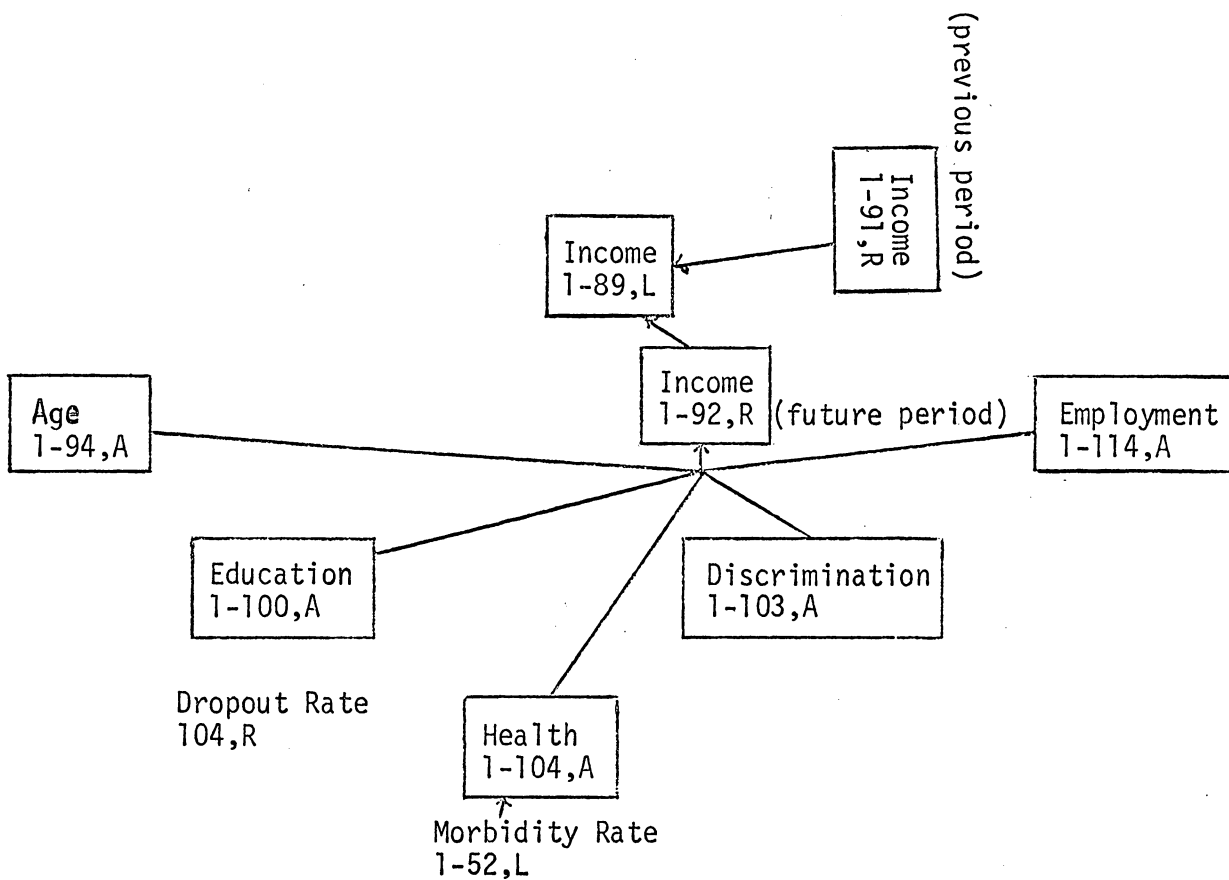 (previous period)
Income
1-91,R
Income
1-89,L
Income
1-92,R
(future period)
Age
1-94,A
Employment
1-114,A
Education
1-100,A
Discrimination
1-103,A
Dropout Rate
104,R
Health
1-104,A
Morbidity Rate
1-52,L